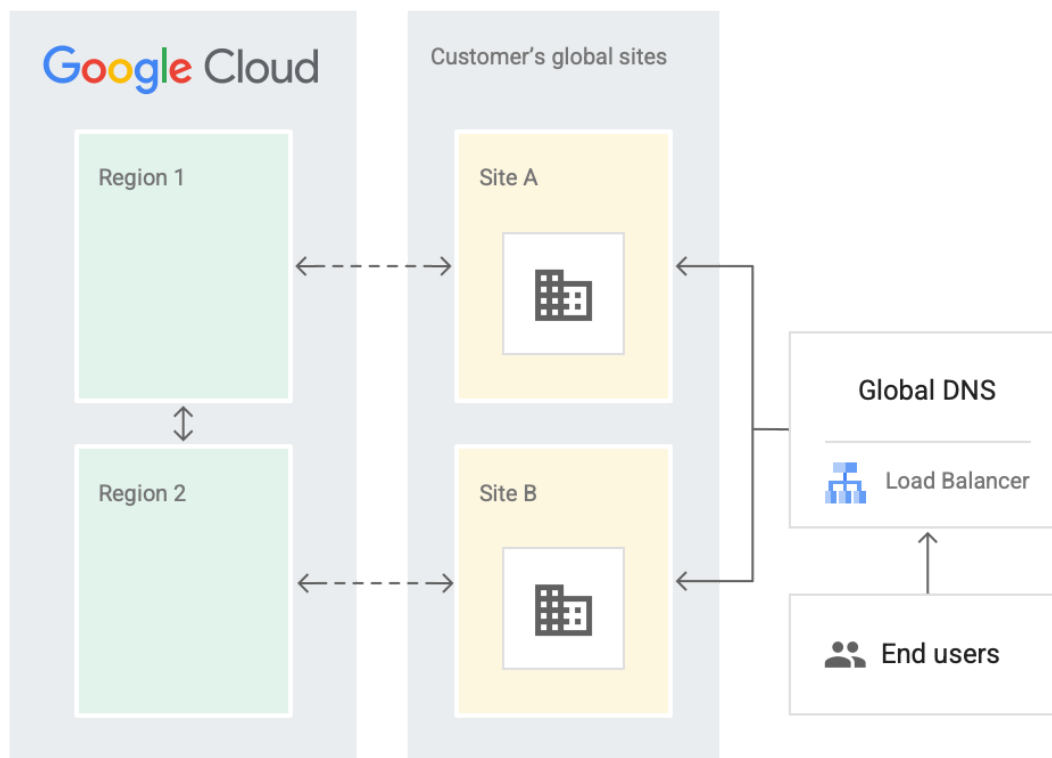 Google Cloud
Customer’s global sites
Region 1
Site A
Global DNS
Load Balancer
Region 2
Site B
End users